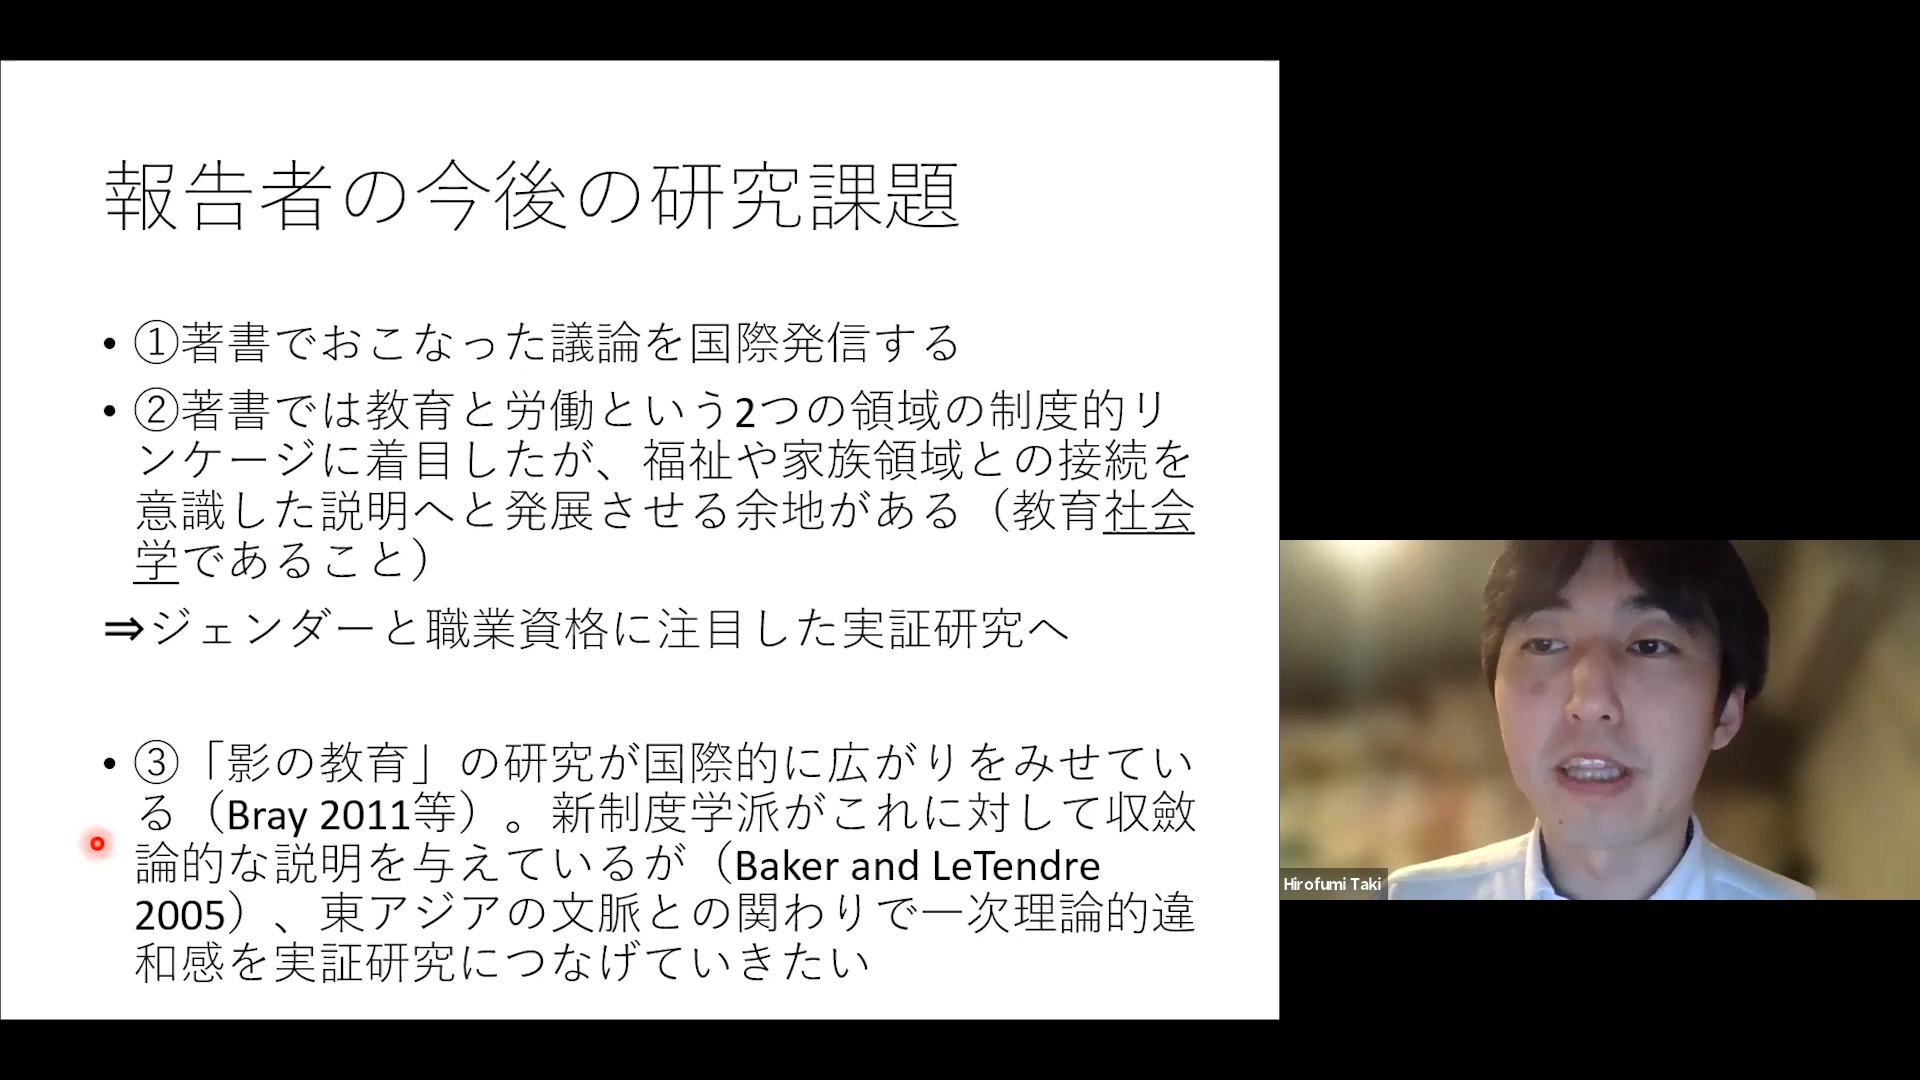 報告者の今後の研究課題
• ①著書でおこなった議論を国際発信する
• ②著書では教育と労働という2つの領域の制度的リ
ンケージに着目したが、福祉や家族領域との接続を
意識した説明へと発展させる余地がある（教育社会
学であること）
⇒ジェンダーと職業資格に注目した実証研究へ
• ③「影の教育」の研究が国際的に広がりをみせてい
る（Bray 2011等）。新制度学派がこれに対して収斂
論的な説明を与えているが（Baker and LeTendre
2005）、東アジアの文脈との関わりで一次理論的違
和感を実証研究につなげていきたい
Hirofumi Taki